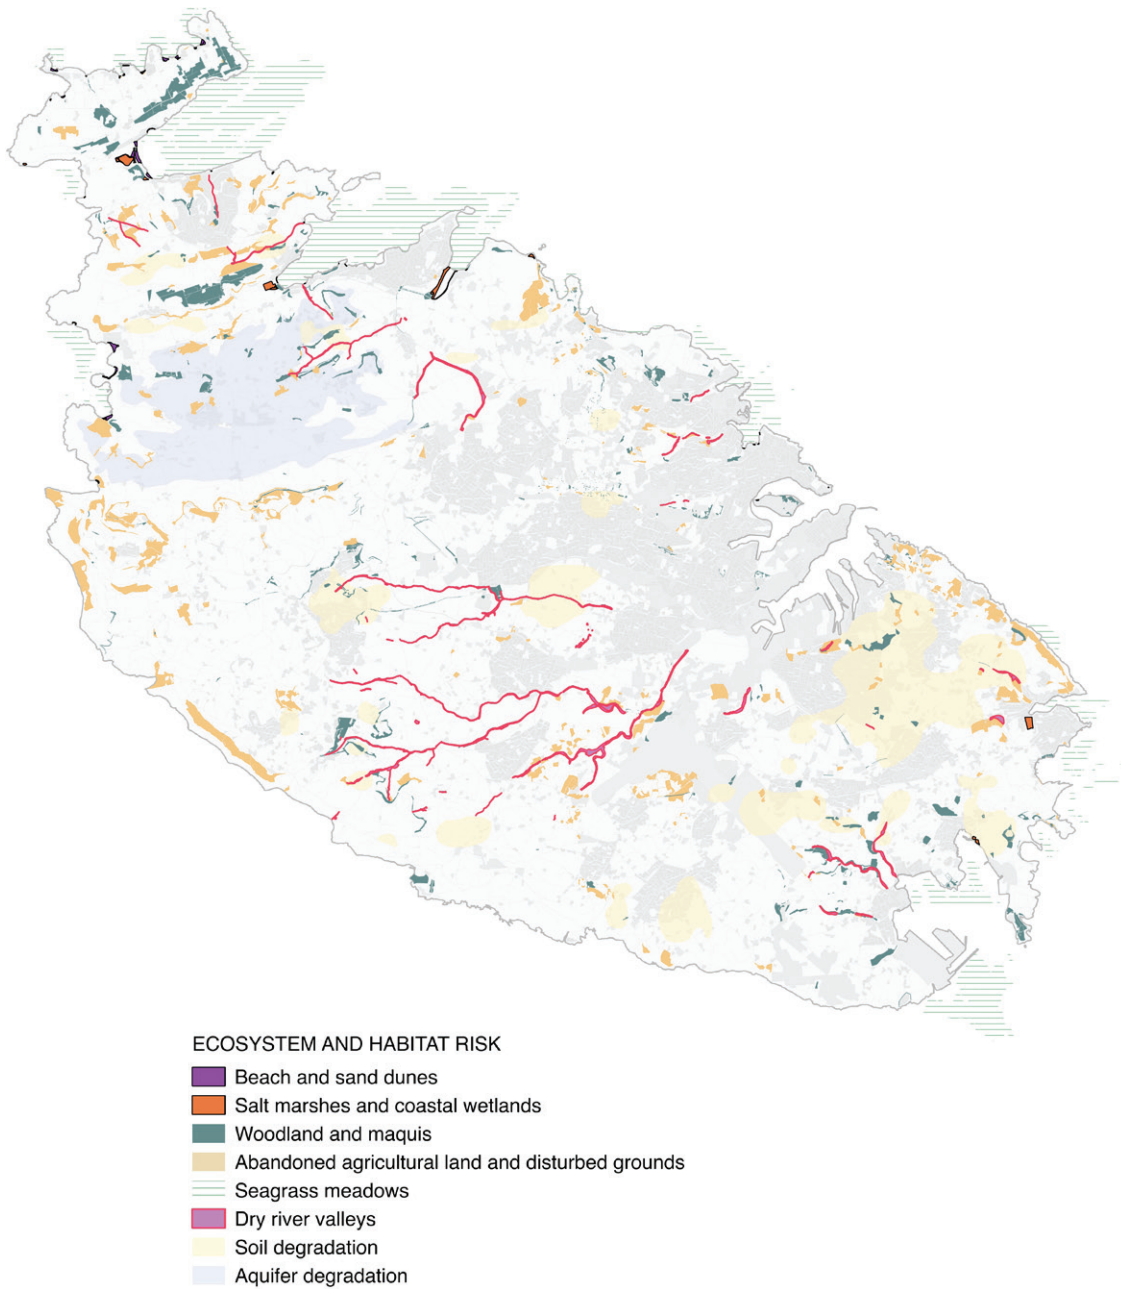 ECOSYSTEM AND HABITAT RISK
Beach and sand dunes
Salt marshes and coastal wetlands
Woodland and maquis
Abandoned agricultural land and disturbed grounds
Seagrass meadows
Dry river valleys
Soil degradation
Aquifer degradation